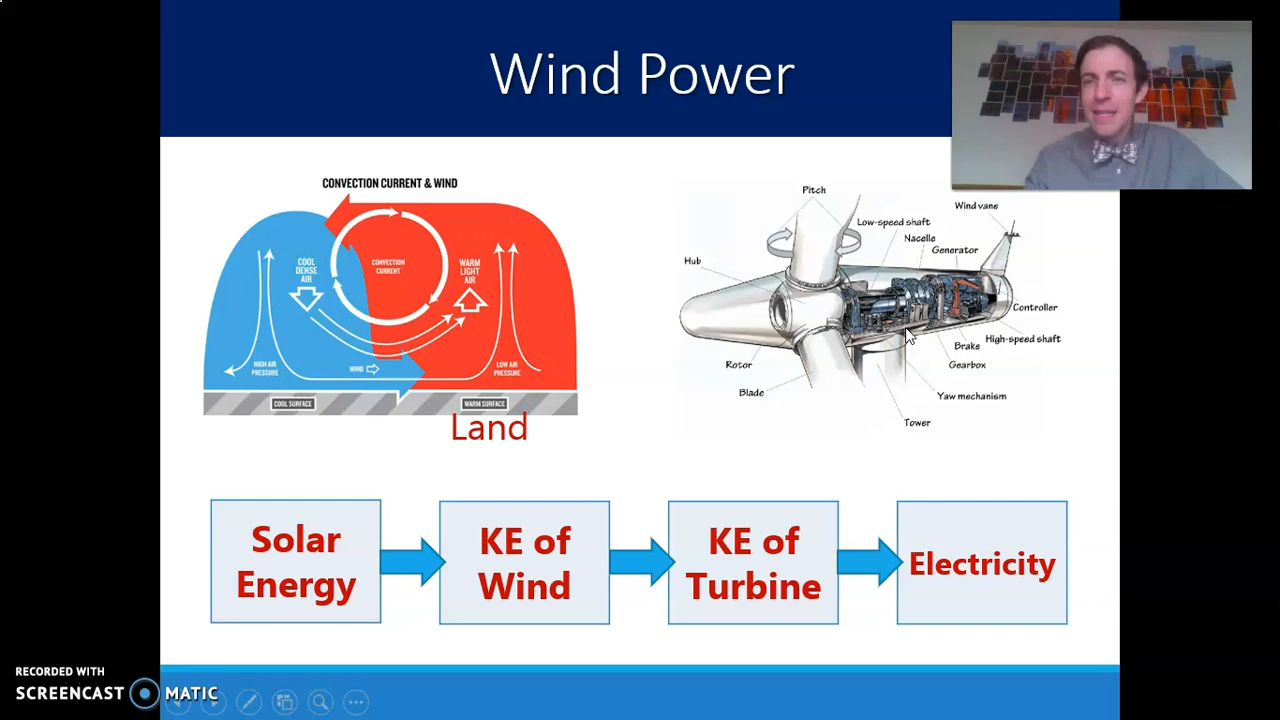 Wind Power
CONVECTION CURRENT & WIND
COOL
DENSE
AIR
CONVECTION
CURRENT
WARM
LIGHT
AIR
HIGH AIR
PRESSURE
WIND
LOW AIR
PRESSURE
COOL SURFACE
WARM SURFACE
Land
Pitch
Wind vane
Low-speed shaft
Nacelle
Generator
Hub
Controller
High-speed shaft
Brake
Rotor
Gearbox
Blade
Yaw mechanism
Tower
Solar
Energy
KE of
Wind
KE of
Turbine
Electricity
RECORDED WITH
SCREENCAST MATIC